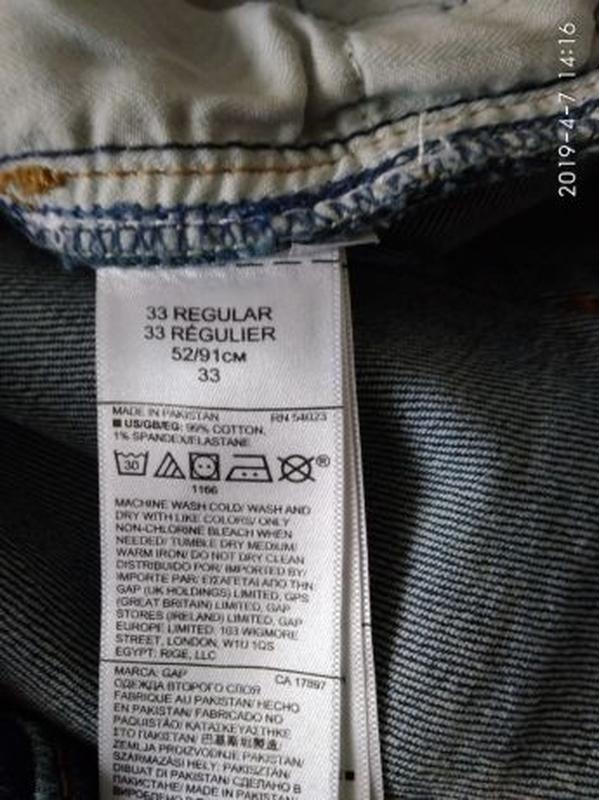 2019-4-7 14:16
33 REGULAR
33 RÉGULIER
52/91CM
33
MADE IN PAKISTAN RN 54023
US/GB/EG: 99% COTTON,
1% SPANDEX/ELASTANE
30
®
1166
MACHINE WASH COLD/ WASH AND
DRY WITH LIKE COLORS/ ONLY
NON-CHLORINE BLEACH WHEN
NEEDED/ TUMBLE DRY MEDIUM/
WARM IRON/ DO NOT DRY CLEAN
DISTRIBUIDO POR/ IMPORTED BY/
IMPORTE PAR/ ΕΙΣΑΓΕΤΑΙ ΑΠΟ ΤΗΝ
GAP (UK HOLDINGS) LIMITED, GPS
(GREAT BRITAIN) LIMITED, GAP
STORES (IRELAND) LIMITED, GAP
EUROPE LIMITED, 103 WIGMORE
STREET, LONDON, W1U 1QS
EGYPT: RIGE, LLC
MARCA: GAP CA 17897
ОДЕЖДА ВТОРОГО СЛОЯ
FABRIQUÉ AU PAKISTAN/ HECHO
EN PAKISTAN/ FABRICADO NO
PAQUISTÃO/ ΚΑΤΑΣΚΕΥΑΣΤΗΚΕ
ΣΤΟ ΠΑΚΙΣΤΑΝ/ 巴基斯坦製造/
ZEMLJA PROIZVODNJE PAKISTAN/
SZÁRMAZÁSI HELY: PAKISZTÁN/
DIBUAT DI PAKISTAN/ СДЕЛАНО В
ПАКИСТАНЕ/ MADE IN PAKISTAN/